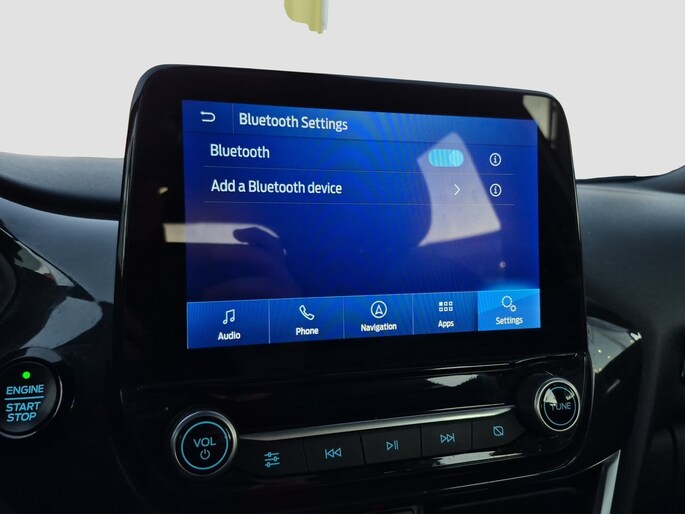 Bluetooth Settings
Bluetooth
Add a Bluetooth device
Audio
Phone
Navigation
Apps
Settings
ENGINE
START
STOP
VOL
TUNE